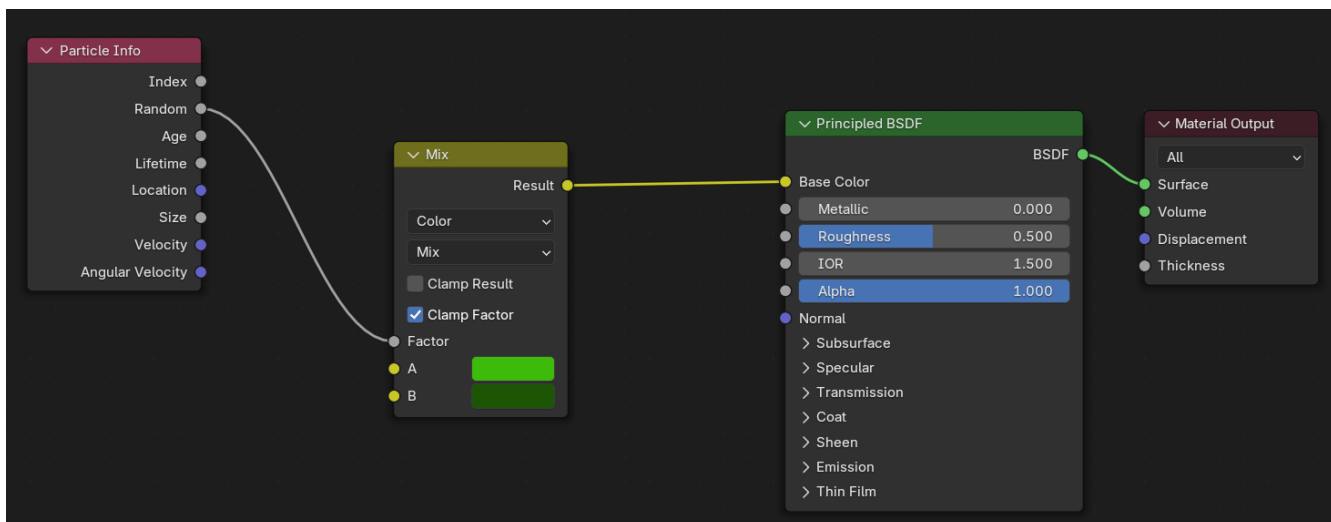 Particle Info
Index
Random
Age
Lifetime
Location
Size
Velocity
Angular Velocity
Mix
Result
Color
Mix
Clamp Result
Clamp Factor
Factor
A
B
Principled BSDF
BSDF
Base Color
Metallic 0.000
Roughness 0.500
IOR 1.500
Alpha 1.000
Normal
Subsurface
Specular
Transmission
Coat
Sheen
Emission
Thin Film
Material Output
All
Surface
Volume
Displacement
Thickness